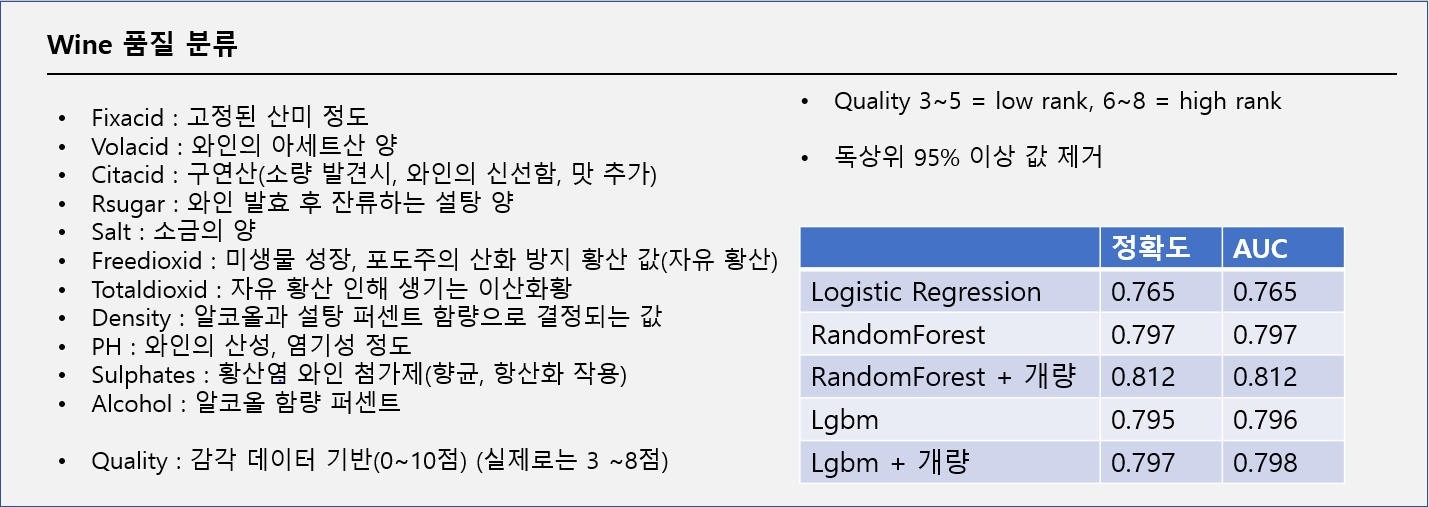 Wine 품질 분류
• Fixacid : 고정된 산미 정도
• Volacid : 와인의 아세트산 양
• Citacid : 구연산(소량 발견시, 와인의 신선함, 맛 추가)
• Rsugar : 와인 발효 후 잔류하는 설탕 양
• Salt : 소금의 양
• Freedioxid : 미생물 성장, 포도주의 산화 방지 황산 값(자유 황산)
• Totaldioxid : 자유 황산 인해 생기는 이산화황
• Density : 알코올과 설탕 퍼센트 함량으로 결정되는 값
• PH : 와인의 산성, 염기성 정도
• Sulphates : 황산염 와인 첨가제(향균, 항산화 작용)
• Alcohol : 알코올 함량 퍼센트
• Quality : 감각 데이터 기반(0~10점) (실제로는 3 ~8점)
• Quality 3~5 = low rank, 6~8 = high rank
• 독상위 95% 이상 값 제거
정확도 AUC
Logistic Regression 0.765 0.765
RandomForest 0.797 0.797
RandomForest + 개량 0.812 0.812
Lgbm 0.795 0.796
Lgbm + 개량 0.797 0.798